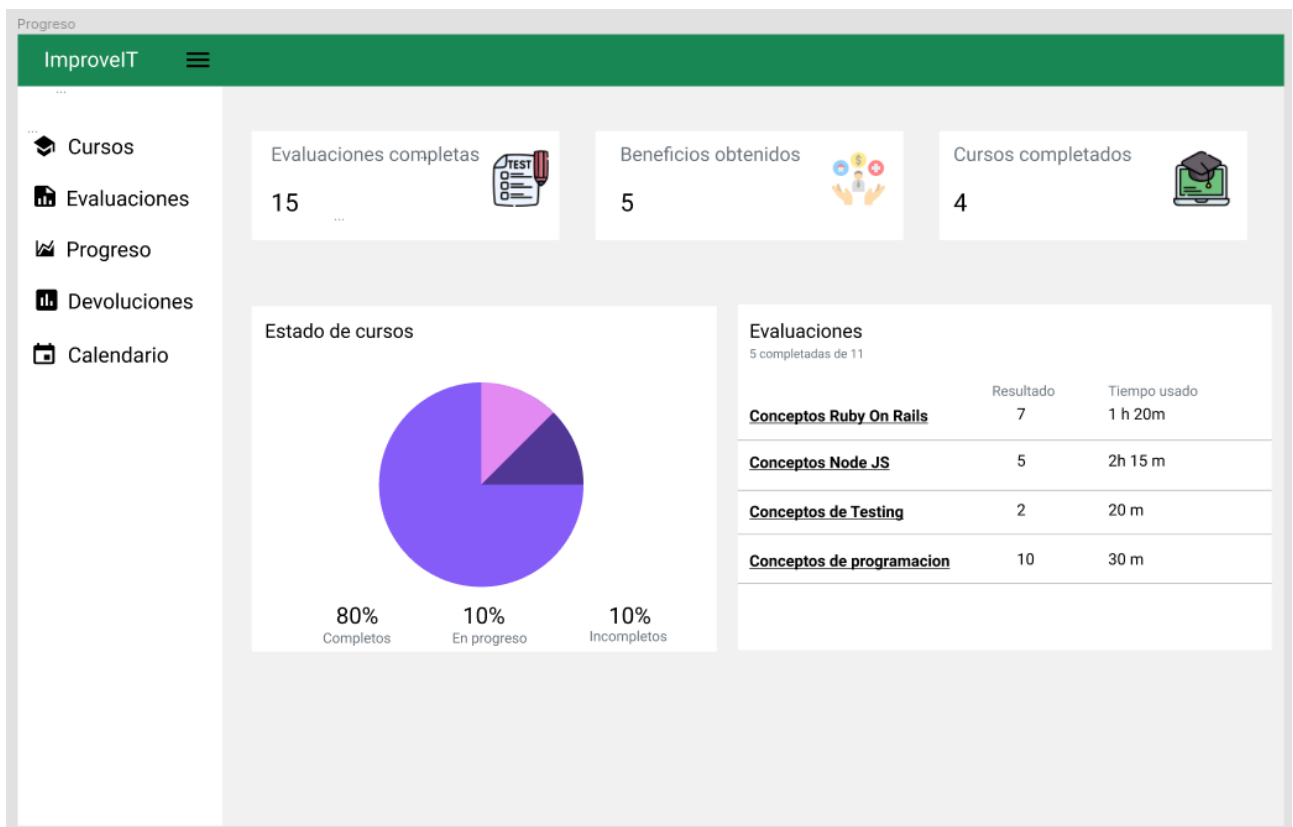 Progreso
ImproveIT
...
...
Cursos
Evaluaciones
Progreso
Devoluciones
Calendario
Evaluaciones completas
15
...
TEST
Beneficios obtenidos
5
$
Cursos completados
4
Estado de cursos
80%
Completos
10%
En progreso
10%
Incompletos
Evaluaciones
5 completadas de 11
Resultado Tiempo usado
Conceptos Ruby On Rails 7 1 h 20m
Conceptos Node JS 5 2h 15 m
Conceptos de Testing 2 20 m
Conceptos de programacion 10 30 m